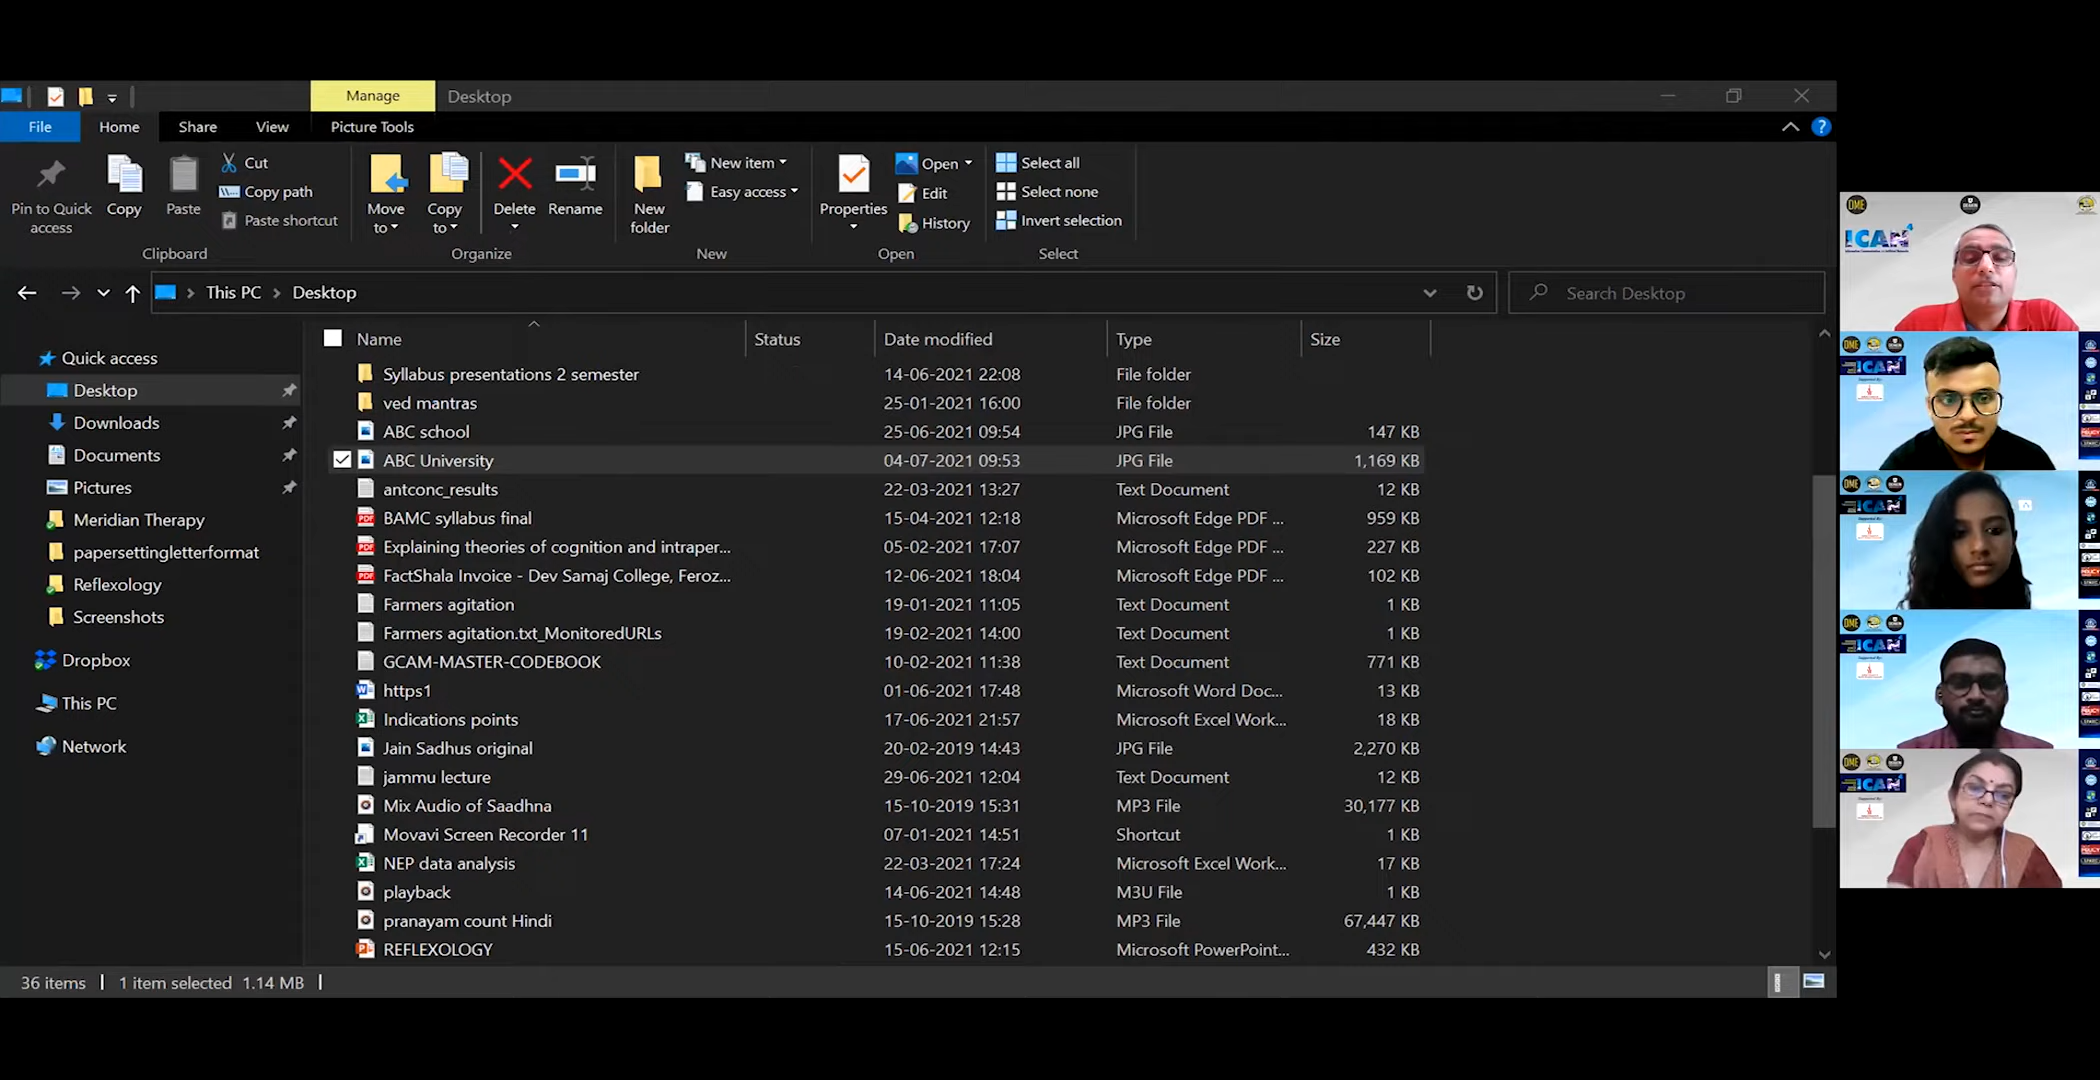 Manage Desktop
File Home Share View Picture Tools
Pin to Quick access
Copy
Paste
Cut
Copy path
Paste shortcut
Clipboard
Move to
Copy to
Delete
Rename
Organize
New folder
New item
Easy access
New
Properties
Open
Edit
History
Open
Select all
Select none
Invert selection
Select
This PC > Desktop
Search Desktop
Quick access
Desktop
Downloads
Documents
Pictures
Meridian Therapy
papersettingletterformat
Reflexology
Screenshots
Dropbox
This PC
Network
Name Status Date modified Type Size
Syllabus presentations 2 semester 14-06-2021 22:08 File folder
ved mantras 25-01-2021 16:00 File folder
ABC school 25-06-2021 09:54 JPG File 147 KB
ABC University 04-07-2021 09:53 JPG File 1,169 KB
antconc_results 22-03-2021 13:27 Text Document 12 KB
BAMC syllabus final 15-04-2021 12:18 Microsoft Edge PDF ... 959 KB
Explaining theories of cognition and intraper... 05-02-2021 17:07 Microsoft Edge PDF ... 227 KB
FactShala Invoice - Dev Samaj College, Feroz... 12-06-2021 18:04 Microsoft Edge PDF ... 102 KB
Farmers agitation 19-01-2021 11:05 Text Document 1 KB
Farmers agitation.txt_MonitoredURLs 19-02-2021 14:00 Text Document 1 KB
GCAM-MASTER-CODEBOOK 10-02-2021 11:38 Text Document 771 KB
https1 01-06-2021 17:48 Microsoft Word Doc... 13 KB
Indications points 17-06-2021 21:57 Microsoft Excel Work... 18 KB
Jain Sadhus original 20-02-2019 14:43 JPG File 2,270 KB
jammu lecture 29-06-2021 12:04 Text Document 12 KB
Mix Audio of Saadhna 15-10-2019 15:31 MP3 File 30,177 KB
Movavi Screen Recorder 11 07-01-2021 14:51 Shortcut 1 KB
NEP data analysis 22-03-2021 17:24 Microsoft Excel Work... 17 KB
playback 14-06-2021 14:48 M3U File 1 KB
pranayam count Hindi 15-10-2019 15:28 MP3 File 67,447 KB
REFLEXOLOGY 15-06-2021 12:15 Microsoft PowerPoint... 432 KB
36 items 1 item selected 1.14 MB
DME
ICAN4
DME
ICAN
DME
ICAN
DME
ICAN
DME
ICAN